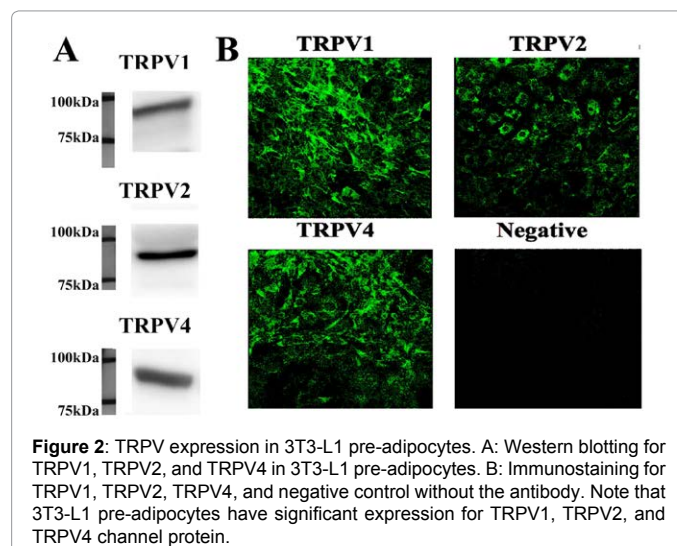 A
TRPV1
100kDa
75kDa
TRPV2
100kDa
75kDa
TRPV4
100kDa
75kDa
B
TRPV1
TRPV2
TRPV4
Negative
Figure 2: TRPV expression in 3T3-L1 pre-adipocytes. A: Western blotting for
TRPV1, TRPV2, and TRPV4 in 3T3-L1 pre-adipocytes. B: Immunostaining for
TRPV1, TRPV2, TRPV4, and negative control without the antibody. Note that
3T3-L1 pre-adipocytes have significant expression for TRPV1, TRPV2, and
TRPV4 channel protein.